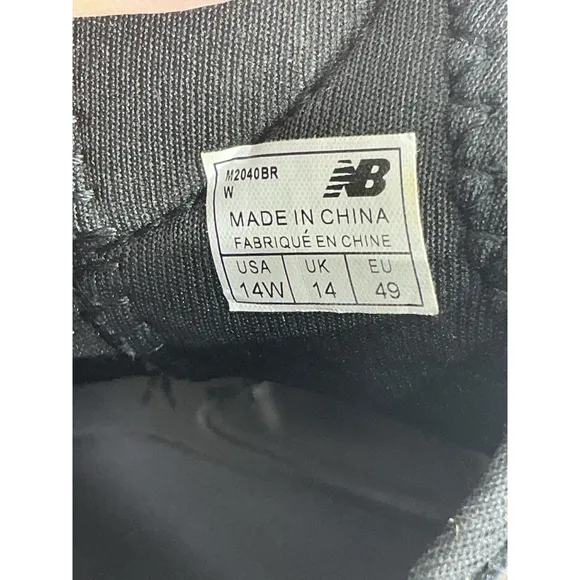 M2040BR
W
NB
MADE IN CHINA
FABRIQUÉ EN CHINE
USA UK EU
14W 14 49